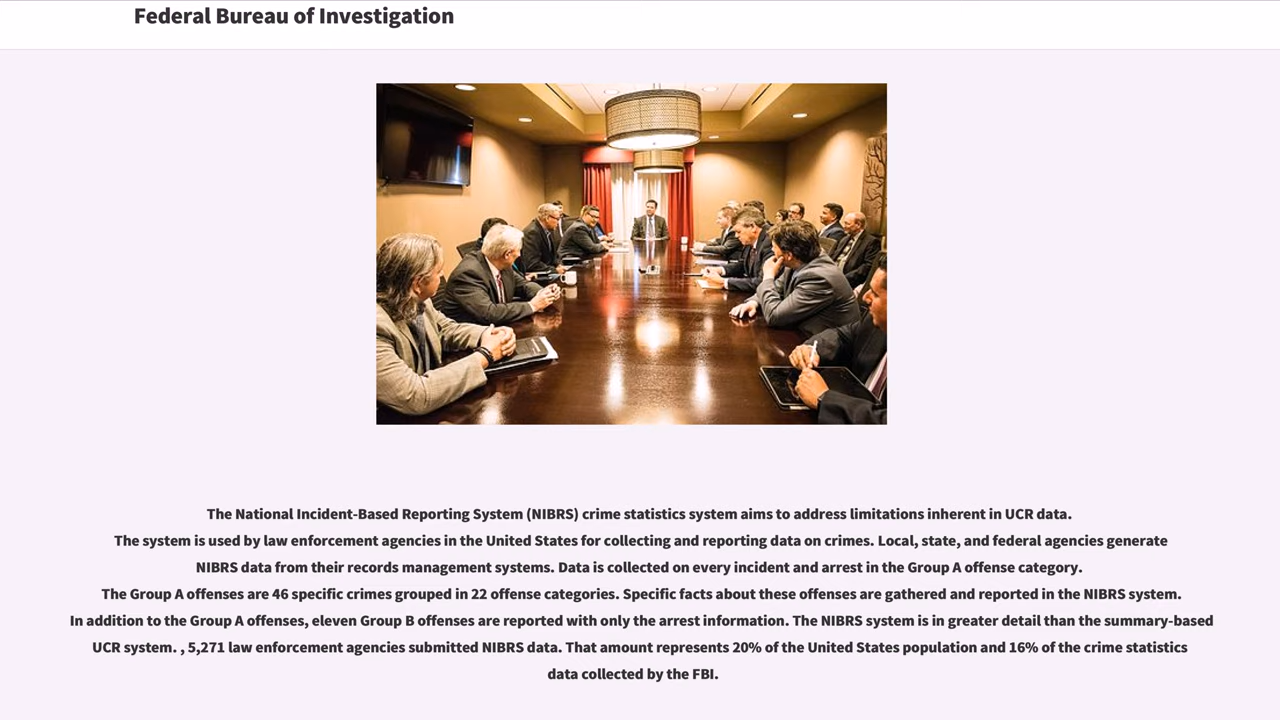 Federal Bureau of Investigation
The National Incident-Based Reporting System (NIBRS) crime statistics system aims to address limitations inherent in UCR data.
The system is used by law enforcement agencies in the United States for collecting and reporting data on crimes. Local, state, and federal agencies generate
NIBRS data from their records management systems. Data is collected on every incident and arrest in the Group A offense category.
The Group A offenses are 46 specific crimes grouped in 22 offense categories. Specific facts about these offenses are gathered and reported in the NIBRS system.
In addition to the Group A offenses, eleven Group B offenses are reported with only the arrest information. The NIBRS system is in greater detail than the summary-based
UCR system. , 5,271 law enforcement agencies submitted NIBRS data. That amount represents 20% of the United States population and 16% of the crime statistics
data collected by the FBI.